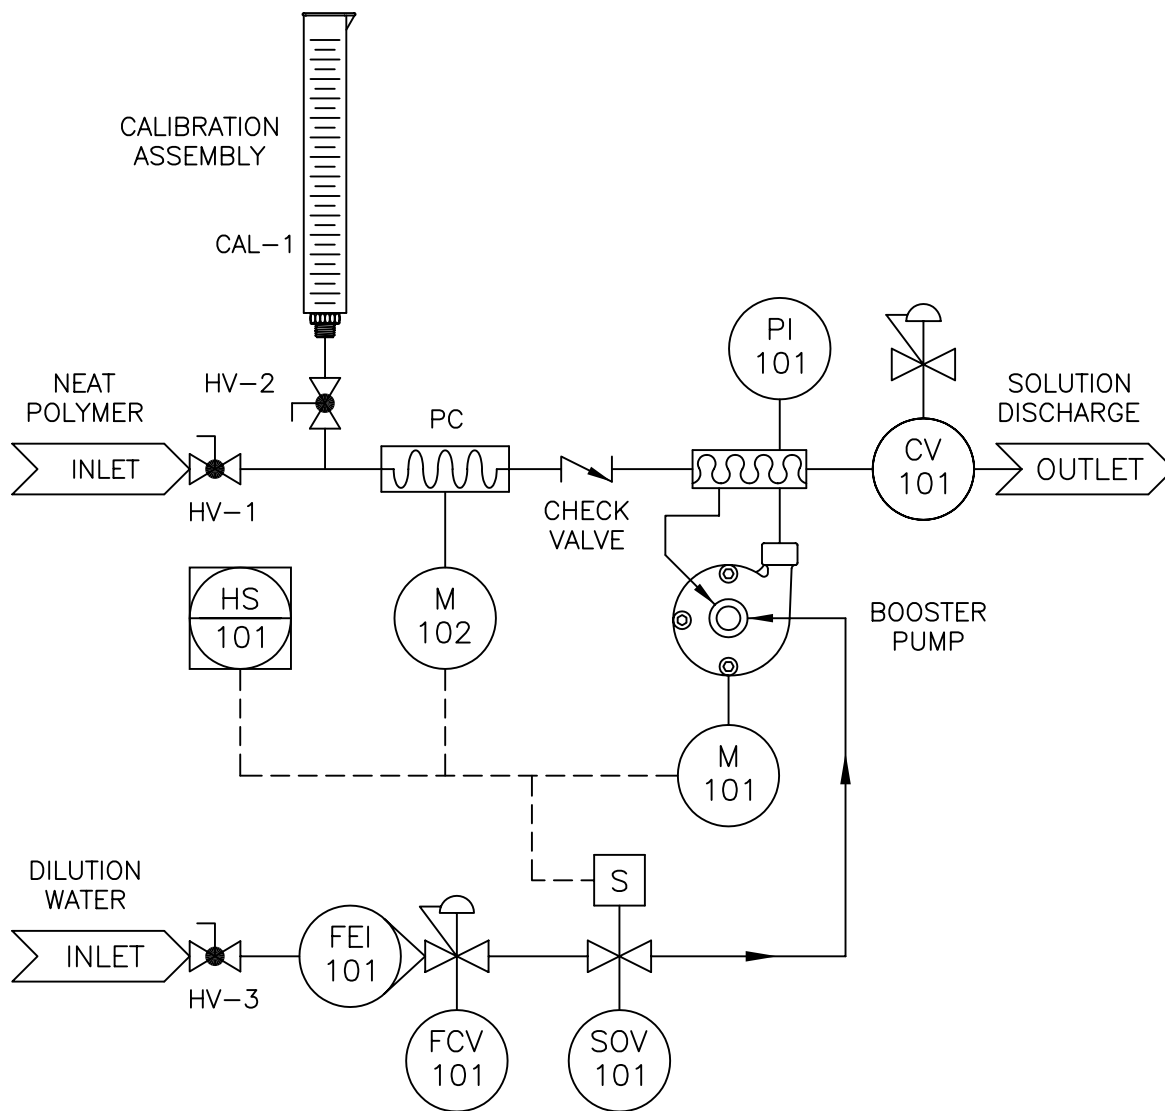 CALIBRATION
ASSEMBLY
CAL-1
PI
101
NEAT
POLYMER
HV-2
PC
SOLUTION
DISCHARGE
INLET
CV
101
OUTLET
HV-1
CHECK
VALVE
HS
101
M
102
BOOSTER
PUMP
M
101
DILUTION
WATER
S
INLET
FEI
101
HV-3
FCV
101
SOV
101